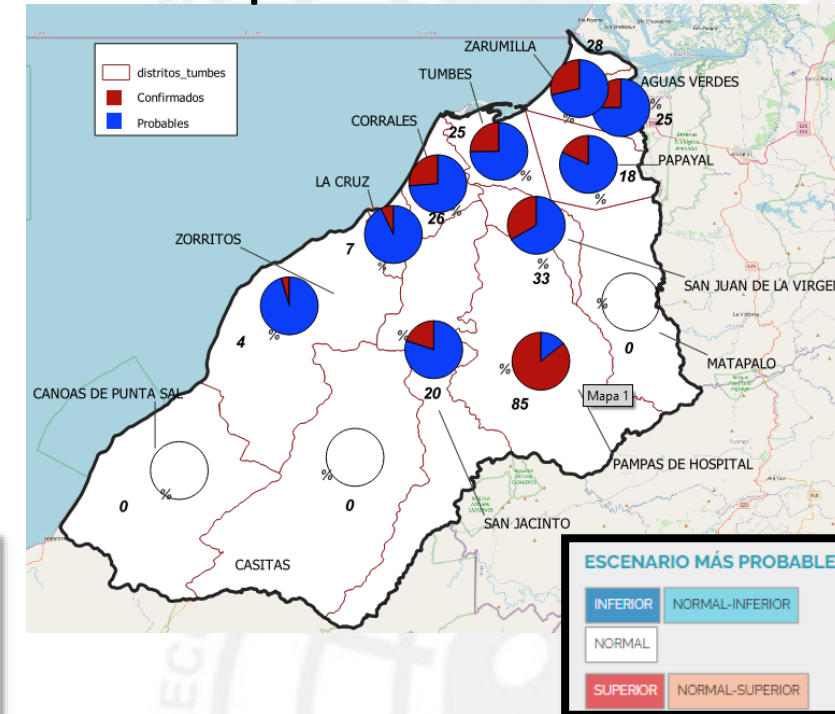 distritos_tumbes
Confirmados
Probables
ZARUMILLA
28
TUMBES
AGUAS VERDES
%
25
%
CORRALES
25
%
PAPAYAL
18
%
LA CRUZ
26
%
7
%
ZORRITOS
%
33
SAN JUAN DE LA VIRGEN
%
0
MATAPALO
4
%
%
20
%
85
Mapa 1
PAMPAS DE HOSPITAL
CANOAS DE PUNTA SAL
0
%
%
0
SAN JACINTO
CASITAS
ESCENARIO MÁS PROBABLE
INFERIOR
NORMAL-INFERIOR
NORMAL
SUPERIOR
NORMAL-SUPERIOR
EC